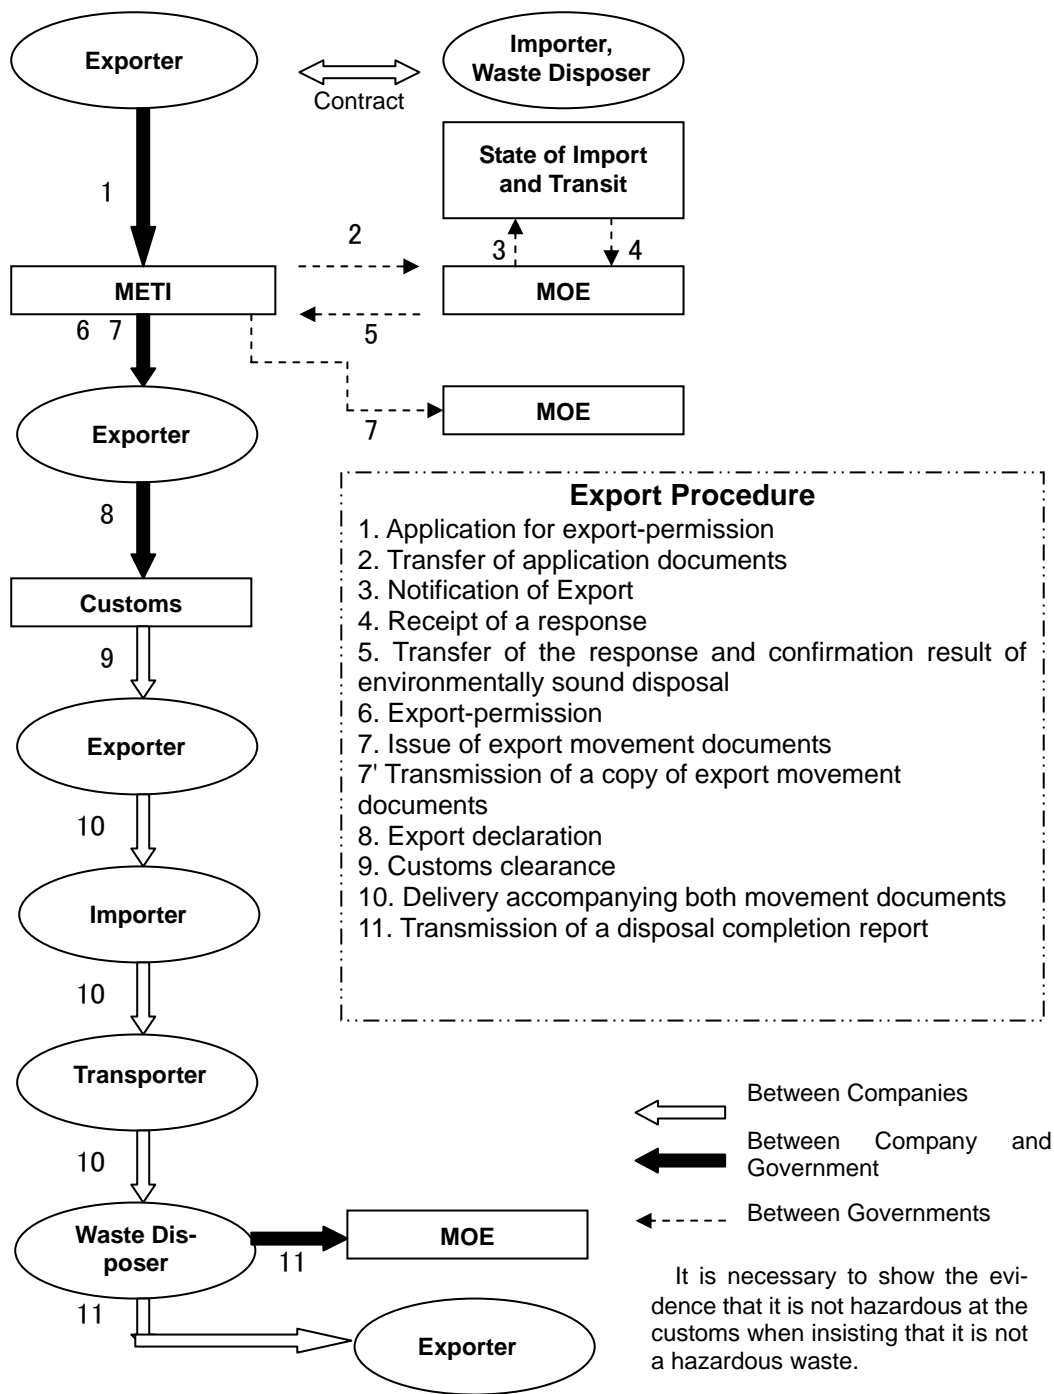 Exporter
Importer,
Waste Disposer
Contract
State of Import
and Transit
1
2
3
4
METI
MOE
6 7
5
7
MOE
Exporter
8
Export Procedure
1. Application for export-permission
2. Transfer of application documents
3. Notification of Export
4. Receipt of a response
5. Transfer of the response and confirmation result of
environmentally sound disposal
6. Export-permission
7. Issue of export movement documents
7' Transmission of a copy of export movement
documents
8. Export declaration
9. Customs clearance
10. Delivery accompanying both movement documents
11. Transmission of a disposal completion report
Customs
9
Exporter
10
Importer
10
Transporter
10
Waste Dis-
poser
11
MOE
11
Exporter
Between Companies
Between Company and
Government
Between Governments
It is necessary to show the evi-
dence that it is not hazardous at the
customs when insisting that it is not
a hazardous waste.